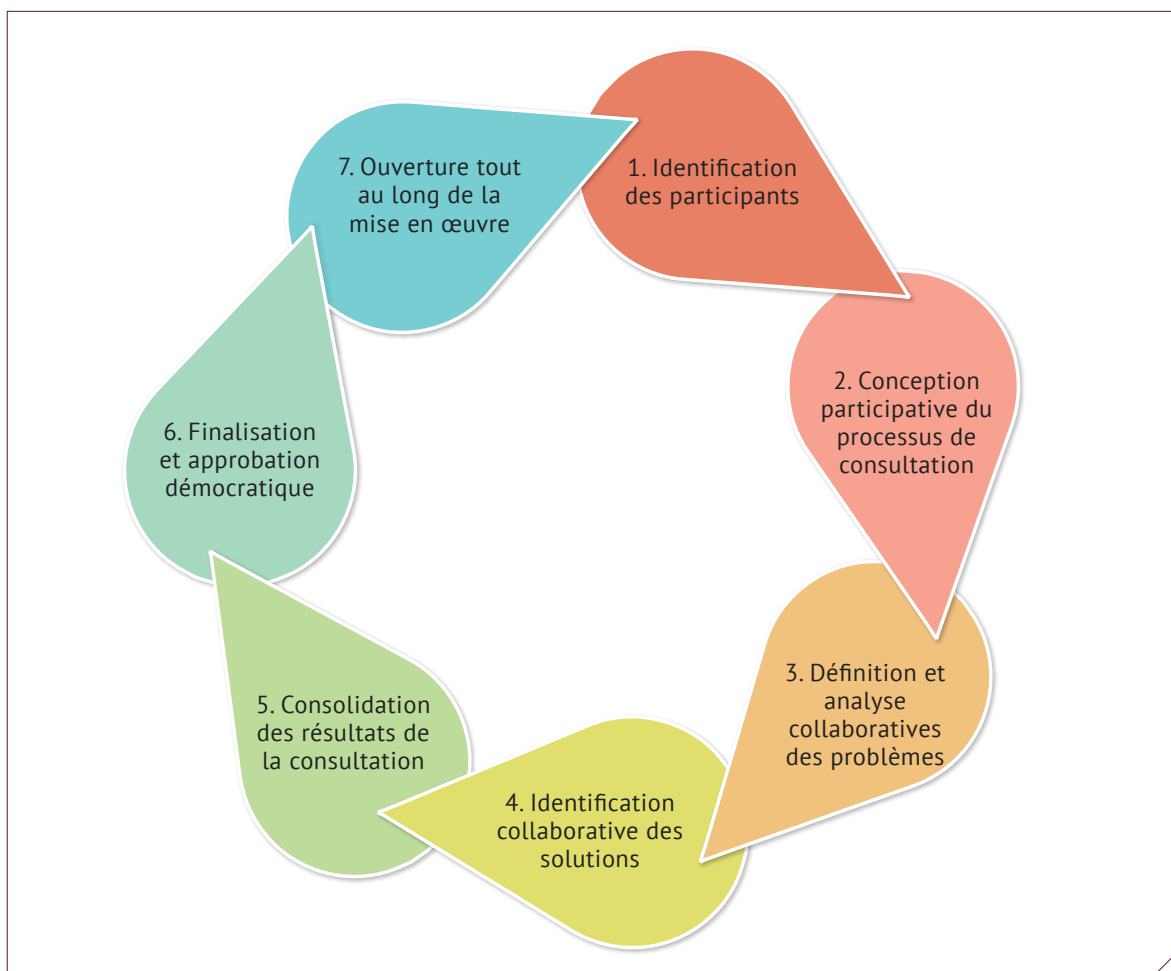 1. Identification
des participants
2. Conception
participative du
processus de
consultation
3. Définition et
analyse
collaboratives
des problèmes
4. Identification
collaborative des
solutions
5. Consolidation
des résultats de
la consultation
6. Finalisation
et approbation
démocratique
7. Ouverture tout
au long de la
mise en œuvre